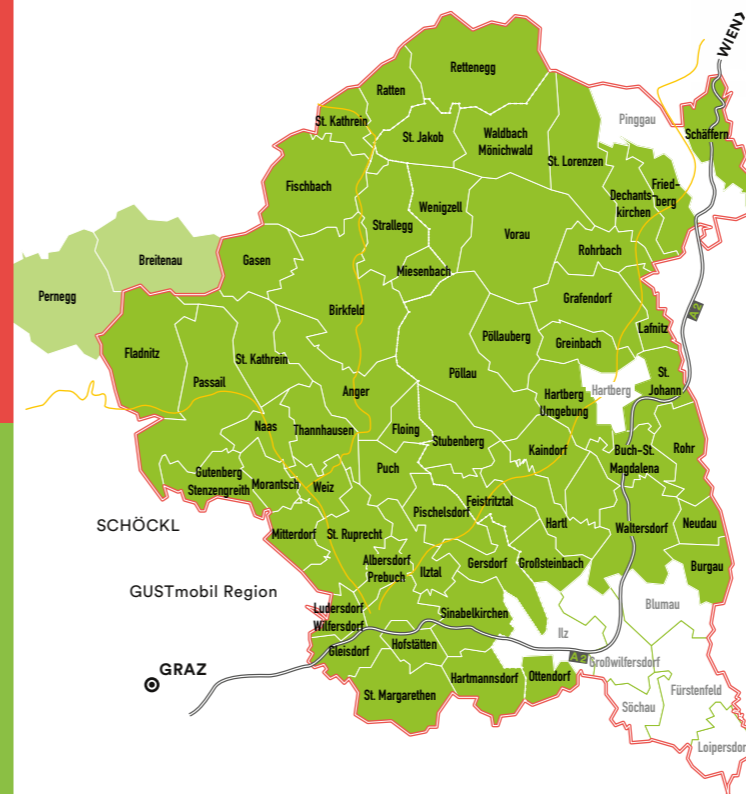 WIEN
Rettenegg
Ratten
Pinggau
St. Kathrein
St. Jakob
Waldbach
Mönichwald
Schäffern
St. Lorenzen
Fischbach
Dechants-
kirchen
Fried-
berg
Wenigzell
Strallegg
Vorau
Rohrbach
Breitenau
Gasen
Miesenbach
Pernegg
Grafendorf
Birkfeld
A2
Lafnitz
Pöllauberg
Greinbach
Fladnitz
St. Kathrein
Passail
Pöllau
St.
Johann
Anger
Hartberg
Umgebung
Hartberg
Naas
Thannhausen
Floing
Stubenberg
Kaindorf
Buch-St.
Magdalena
Rohr
Puch
Gutenberg
Stenzengreith
Morantsch
Weiz
Feistritztal
Pischelsdorf
SCHÖCKL
Mitterdorf
St. Ruprecht
Hartl
Waltersdorf
Neudau
Albersdorf
Prebuch
Ilztal
Gersdorf
Großsteinbach
Burgau
GUSTmobil Region
Ludersdorf
Wilfersdorf
Sinabelkirchen
Blumau
Ilz
Gleisdorf
Hofstätten
A2
Großwilfersdorf
GRAZ
St. Margarethen
Hartmannsdorf
Ottendorf
Fürstenfeld
Söchau
Loipersdor